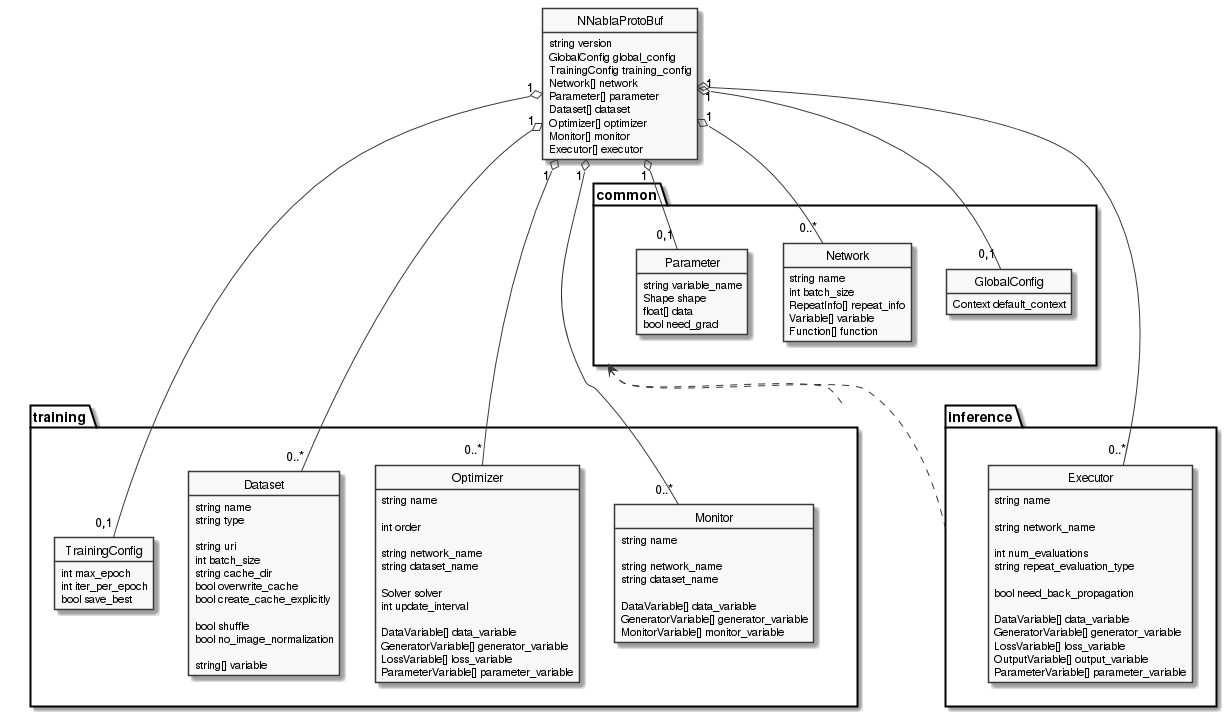 NNablaProtoBuf
string version
GlobalConfig global_config
TrainingConfig training_config
Network[] network
Parameter[] parameter
Dataset[] dataset
Optimizer[] optimizer
Monitor[] monitor
Executor[] executor
1
1
1
1
1
1
1
1
common
0,1
0..*
0,1
Parameter
string variable_name
Shape shape
float[] data
bool need_grad
Network
string name
int batch_size
RepeatInfo[] repeat_info
Variable[] variable
Function[] function
GlobalConfig
Context default_context
training
0,1
0..*
0..*
0..*
TrainingConfig
int max_epoch
int iter_per_epoch
bool save_best
Dataset
string name
string type
string uri
int batch_size
string cache_dir
bool overwrite_cache
bool create_cache_explicitly
bool shuffle
bool no_image_normalization
string[] variable
Optimizer
string name
int order
string network_name
string dataset_name
Solver solver
int update_interval
DataVariable[] data_variable
GeneratorVariable[] generator_variable
LossVariable[] loss_variable
ParameterVariable[] parameter_variable
Monitor
string name
string network_name
string dataset_name
DataVariable[] data_variable
GeneratorVariable[] generator_variable
MonitorVariable[] monitor_variable
inference
0..*
Executor
string name
string network_name
int num_evaluations
string repeat_evaluation_type
bool need_back_propagation
DataVariable[] data_variable
GeneratorVariable[] generator_variable
LossVariable[] loss_variable
OutputVariable[] output_variable
ParameterVariable[] parameter_variable